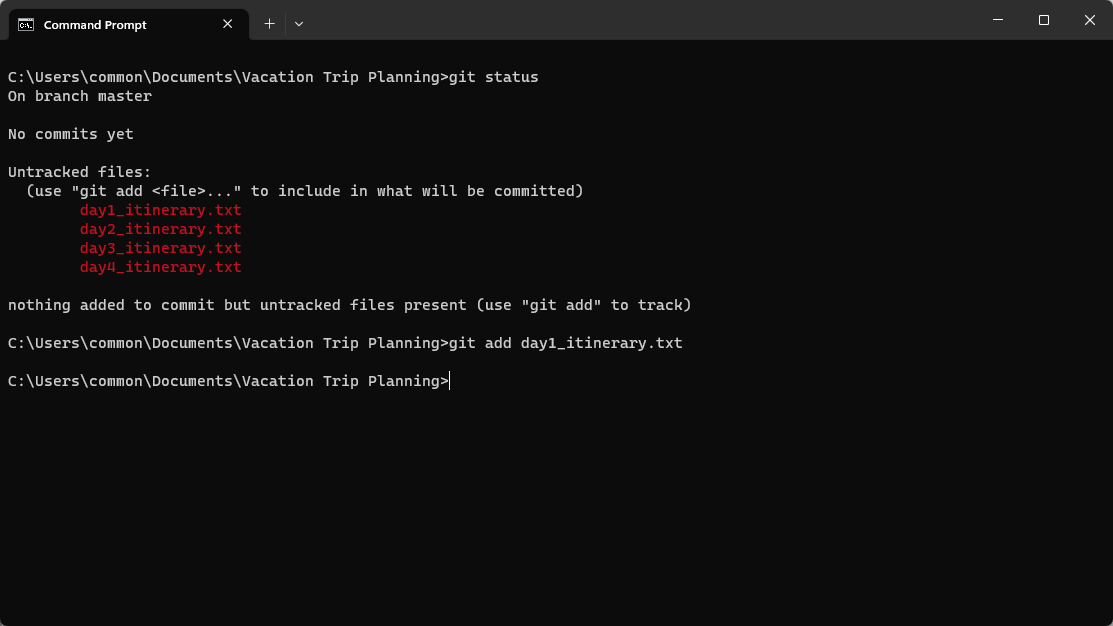 Command Prompt
C:\Users\common\Documents\Vacation Trip Planning>git status
On branch master
No commits yet
Untracked files:
  (use "git add <file>..." to include in what will be committed)
        day1_itinerary.txt
        day2_itinerary.txt
        day3_itinerary.txt
        day4_itinerary.txt
nothing added to commit but untracked files present (use "git add" to track)
C:\Users\common\Documents\Vacation Trip Planning>git add day1_itinerary.txt
C:\Users\common\Documents\Vacation Trip Planning>